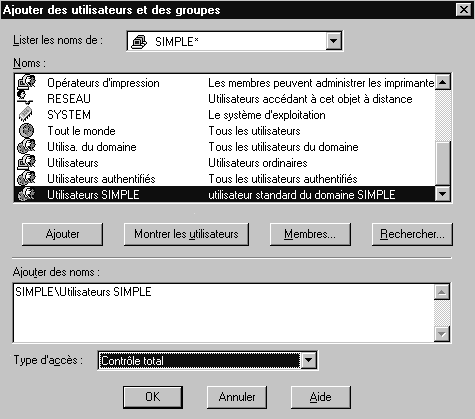 Ajouter des utilisateurs et des groupes
Lister les noms de : SIMPLE*
Noms :
Opérateurs d'impression Les membres peuvent administrer les imprimante
RESEAU Utilisateurs accédant à cet objet à distance
SYSTEM Le système d'exploitation
Tout le monde Tous les utilisateurs
Utilisa. du domaine Tous les utilisateurs du domaine
Utilisateurs Utilisateurs ordinaires
Utilisateurs authentifiés Tous les utilisateurs authentifiés
Utilisateurs SIMPLE utilisateur standard du domaine SIMPLE
Ajouter Montrer les utilisateurs Membres... Rechercher...
Ajouter des noms :
SIMPLE\Utilisateurs SIMPLE
Type d'accès : Contrôle total
OK Annuler Aide